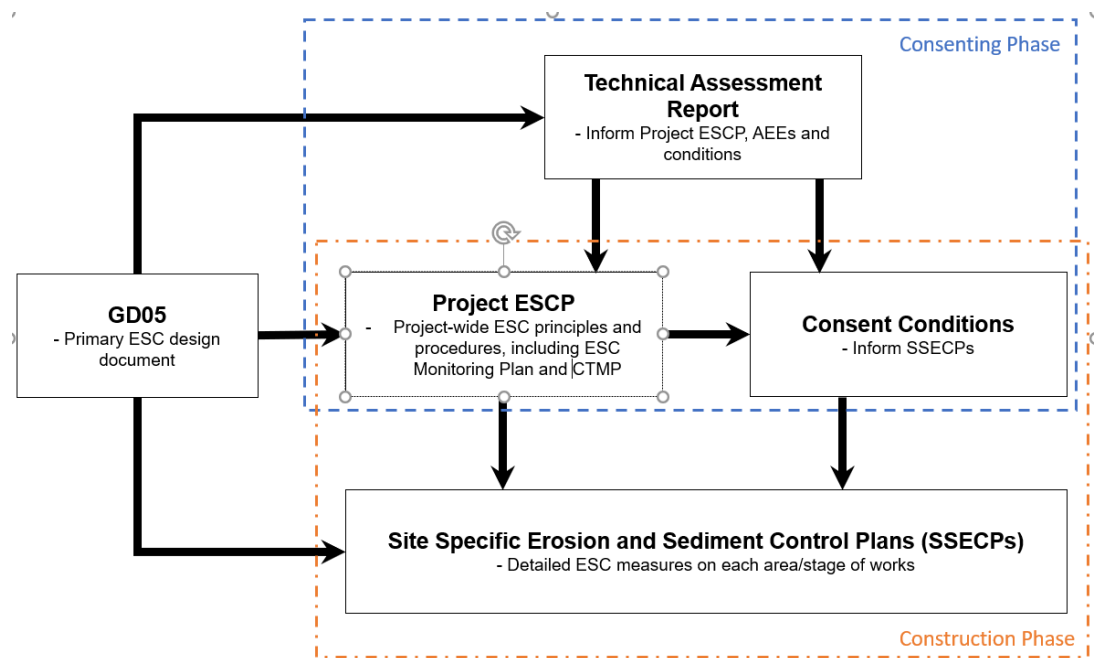 Consenting Phase
Technical Assessment
Report
- Inform Project ESCP, AEEs and
conditions
GD05
- Primary ESC design
document
Project ESCP
- Project-wide ESC principles and
procedures, including ESC
Monitoring Plan and CTMP
Consent Conditions
- Inform SSECPs
Site Specific Erosion and Sediment Control Plans (SSECPs)
- Detailed ESC measures on each area/stage of works
Construction Phase